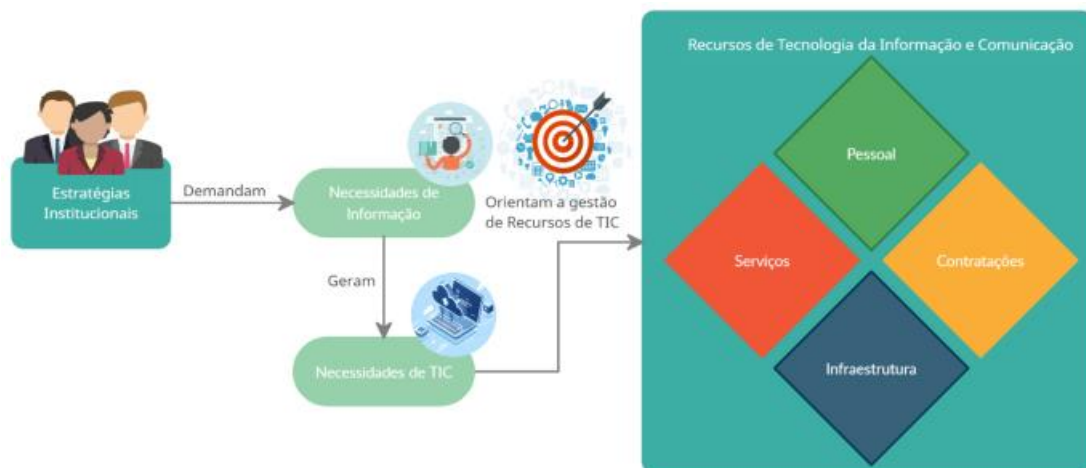 Recursos de Tecnologia da Informação e Comunicação
Estratégias
Institucionais
Demandam
Necessidades de
Informação
Orientam a gestão
de Recursos de TIC
Geram
Necessidades de TIC
Pessoal
Serviços
Contratações
Infraestrutura